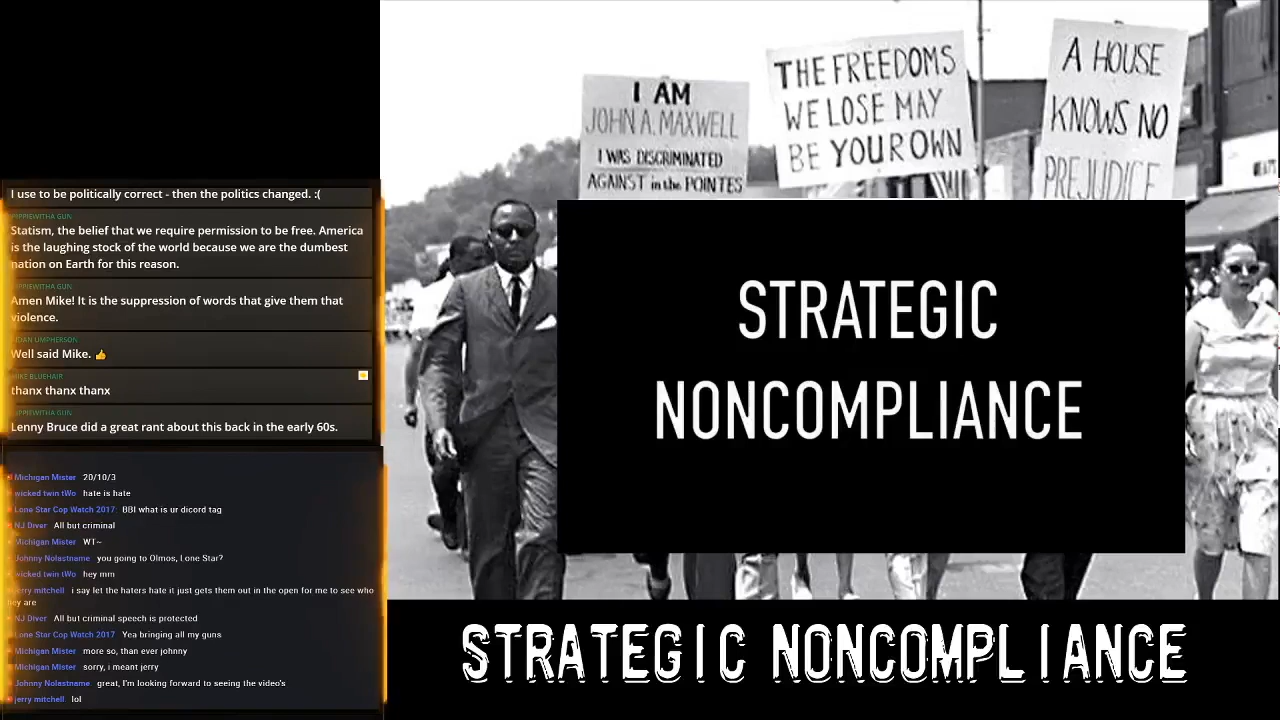 I use to be politically correct - then the politics changed. :(
Statism, the belief that we require permission to be free. America
is the laughing stock of the world because we are the dumbest
nation on Earth for this reason.
Amen Mike! It is the suppression of words that give them that
violence.
Well said Mike. 👍
thanx thanx thanx
Lenny Bruce did a great rant about this back in the early 60s.
Michigan Mister 20/10/3
wicked twin tWo hate is hate
Lone Star Cop Watch 2017: BBI what is ur dicord tag
NJ Diver All but criminal
Michigan Mister WT~
Johnny Nolastname you going to Olmos, Lone Star?
wicked twin tWo hey mm
jerry mitchell i say let the haters hate it just gets them out in the open for me to see who
they are
NJ Diver All but criminal speech is protected
Lone Star Cop Watch 2017 Yea bringing all my guns
Michigan Mister more so, than ever johnny
Michigan Mister sorry, i meant jerry
Johnny Nolastname great, I'm looking forward to seeing the video's
jerry mitchell lol
I AM
JOHN A. MAXWELL
I WAS DISCRIMINATED
AGAINST in the POINTES
THE FREEDOMS
WE LOSE MAY
BE YOUR OWN
A HOUSE
KNOWS NO
PREJUDICE
STRATEGIC
NONCOMPLIANCE
STRATEGIC NONCOMPLIANCE